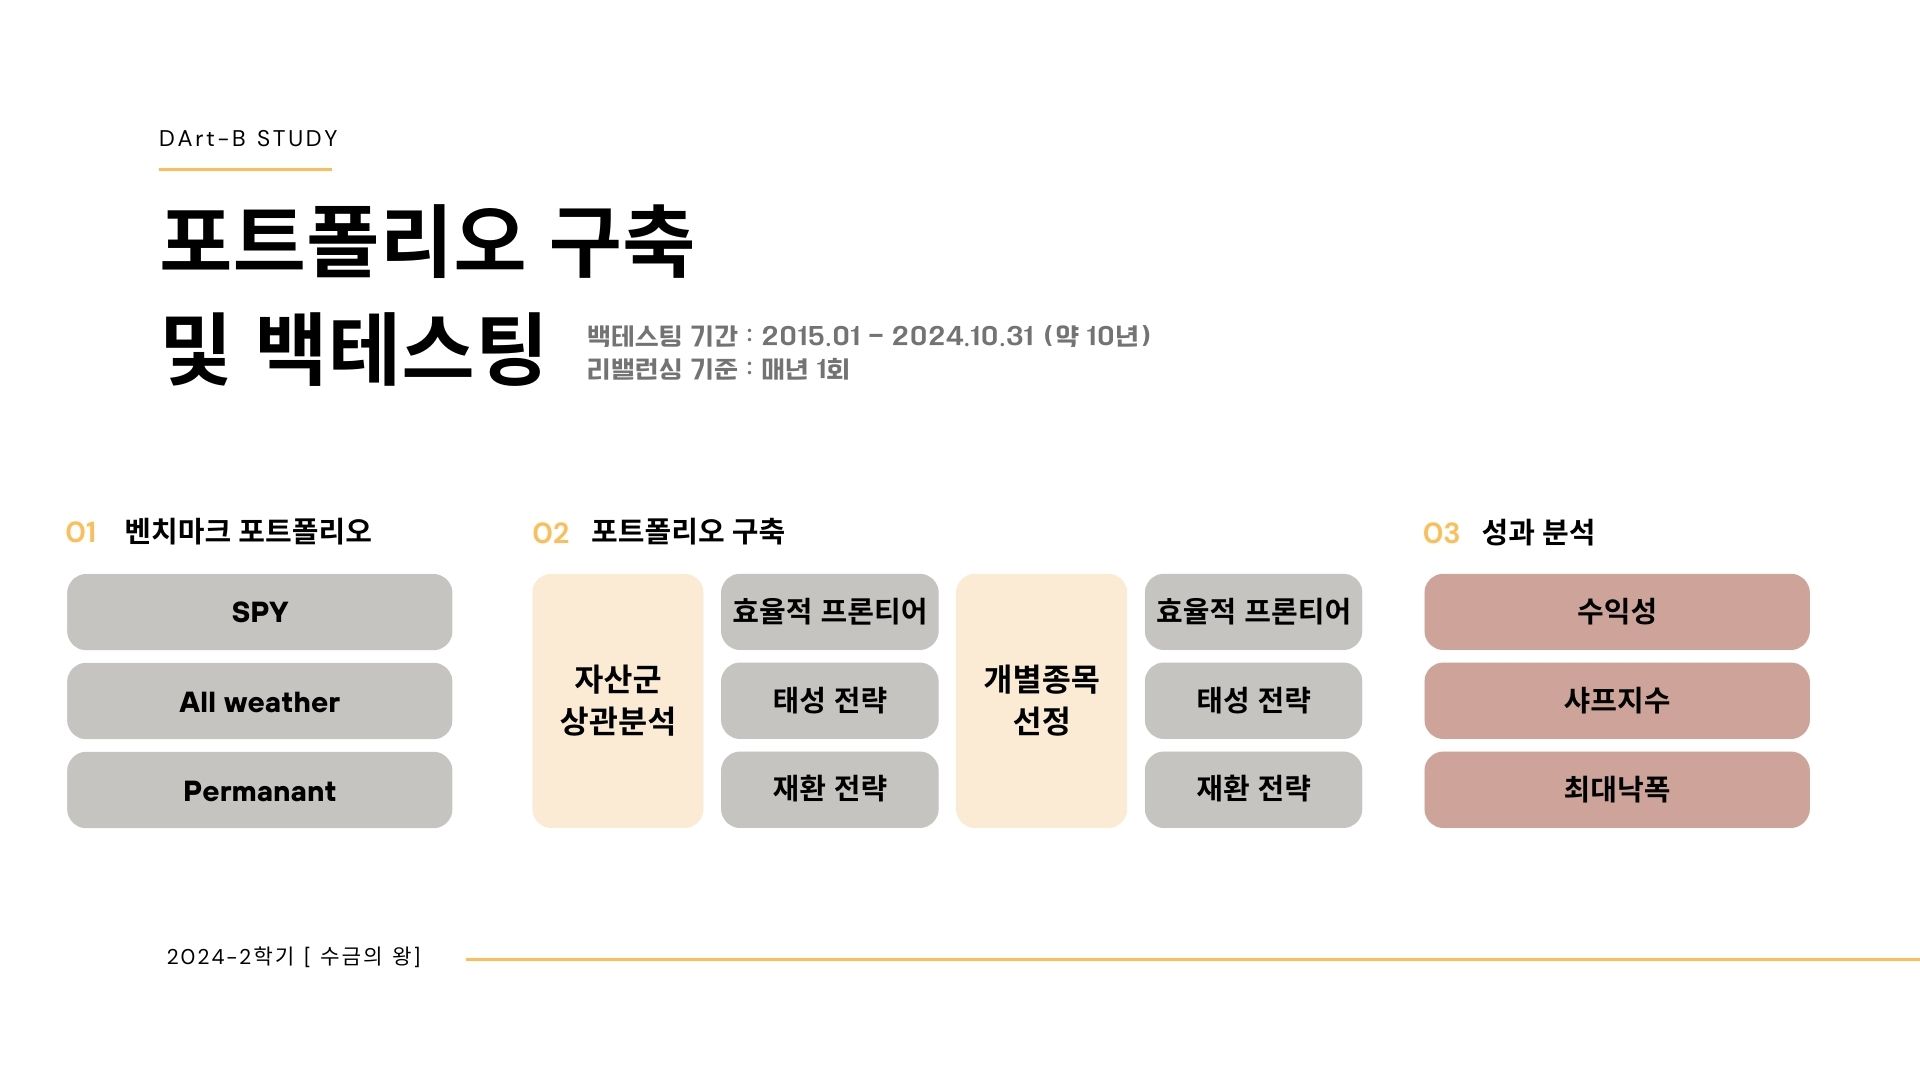 DArt-B STUDY
포트폴리오 구축
및 백테스팅
백테스팅 기간 : 2015.01 - 2024.10.31 (약 10년)
리밸런싱 기준 : 매년 1회
01 벤치마크 포트폴리오
SPY
All weather
Permanant
02 포트폴리오 구축
자산군
상관분석
효율적 프론티어
태성 전략
재환 전략
개별종목
선정
효율적 프론티어
태성 전략
재환 전략
03 성과 분석
수익성
샤프지수
최대낙폭
2024-2학기 [ 수금의 왕]